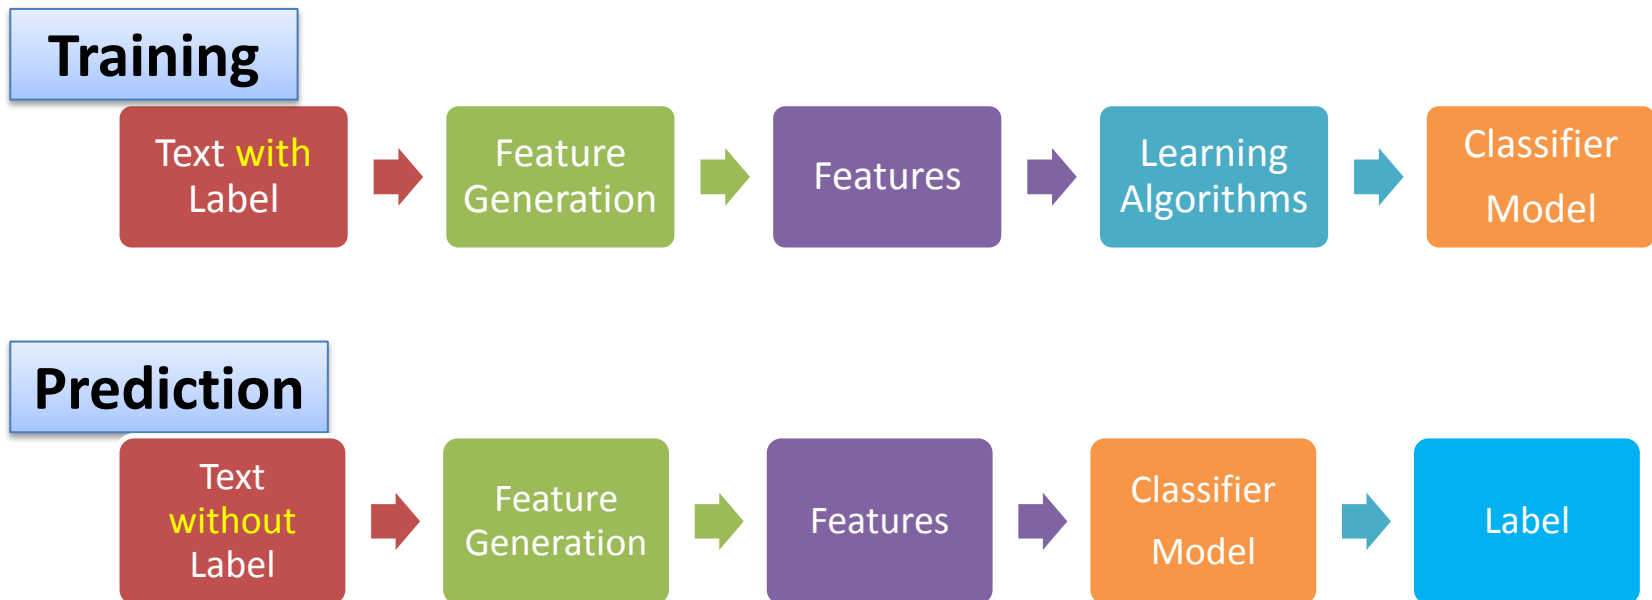 Training
Text with
Label
Feature
Generation
Features
Learning
Algorithms
Classifier
Model
Prediction
Text
without
Label
Feature
Generation
Features
Classifier
Model
Label